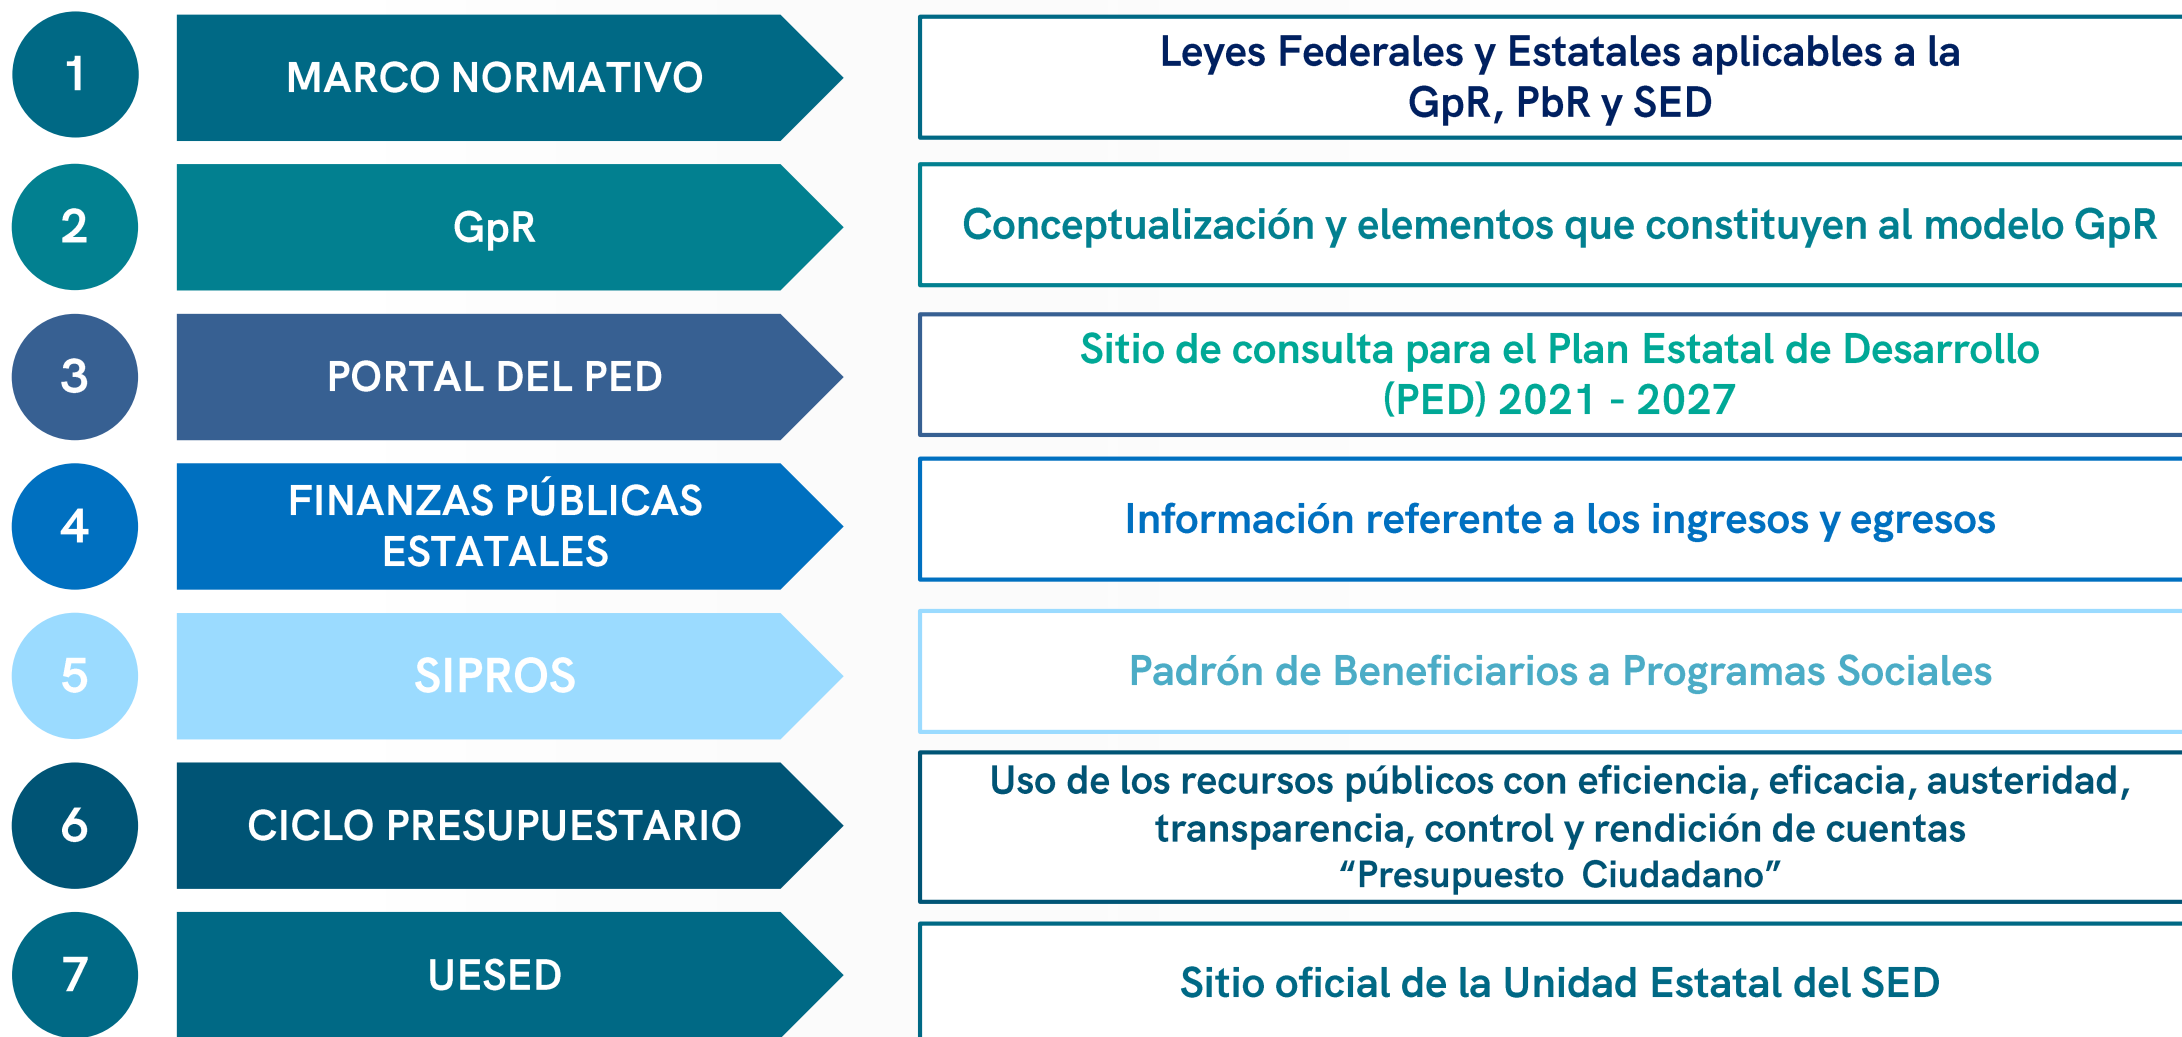 1
MARCO NORMATIVO
Leyes Federales y Estatales aplicables a la
GpR, PbR y SED
2
GpR
Conceptualización y elementos que constituyen al modelo GpR
3
PORTAL DEL PED
Sitio de consulta para el Plan Estatal de Desarrollo
(PED) 2021 - 2027
4
FINANZAS PÚBLICAS
ESTATALES
Información referente a los ingresos y egresos
5
SIPROS
Padrón de Beneficiarios a Programas Sociales
6
CICLO PRESUPUESTARIO
Uso de los recursos públicos con eficiencia, eficacia, austeridad,
transparencia, control y rendición de cuentas
“Presupuesto Ciudadano”
7
UESED
Sitio oficial de la Unidad Estatal del SED